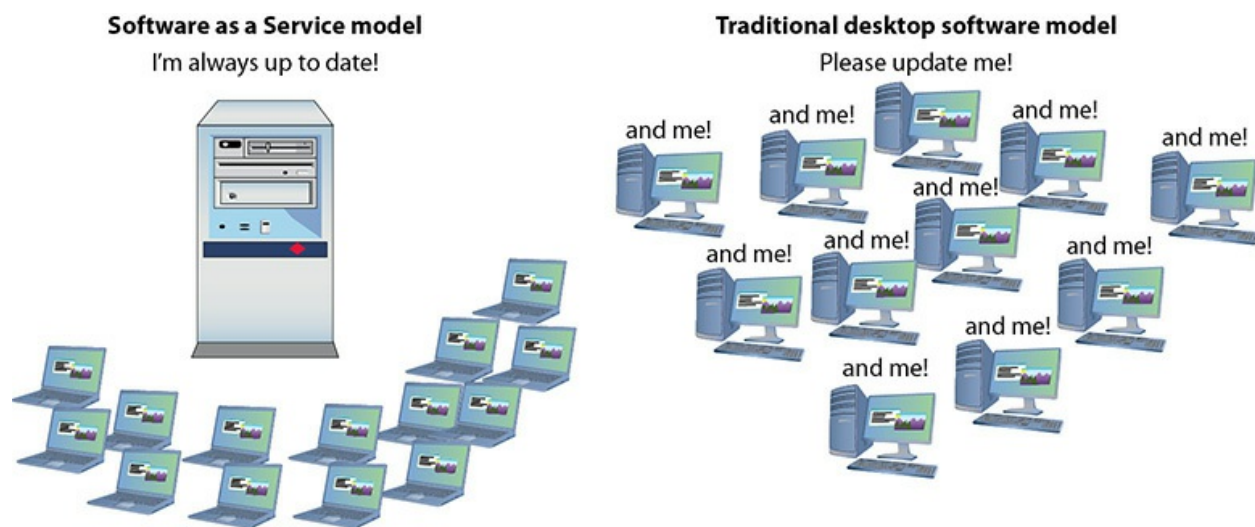 Software as a Service model
I'm always up to date!
Traditional desktop software model
Please update me!
and me!
and me!
and me!
and me!
and me!
and me!
and me!
and me!
and me!
and me!